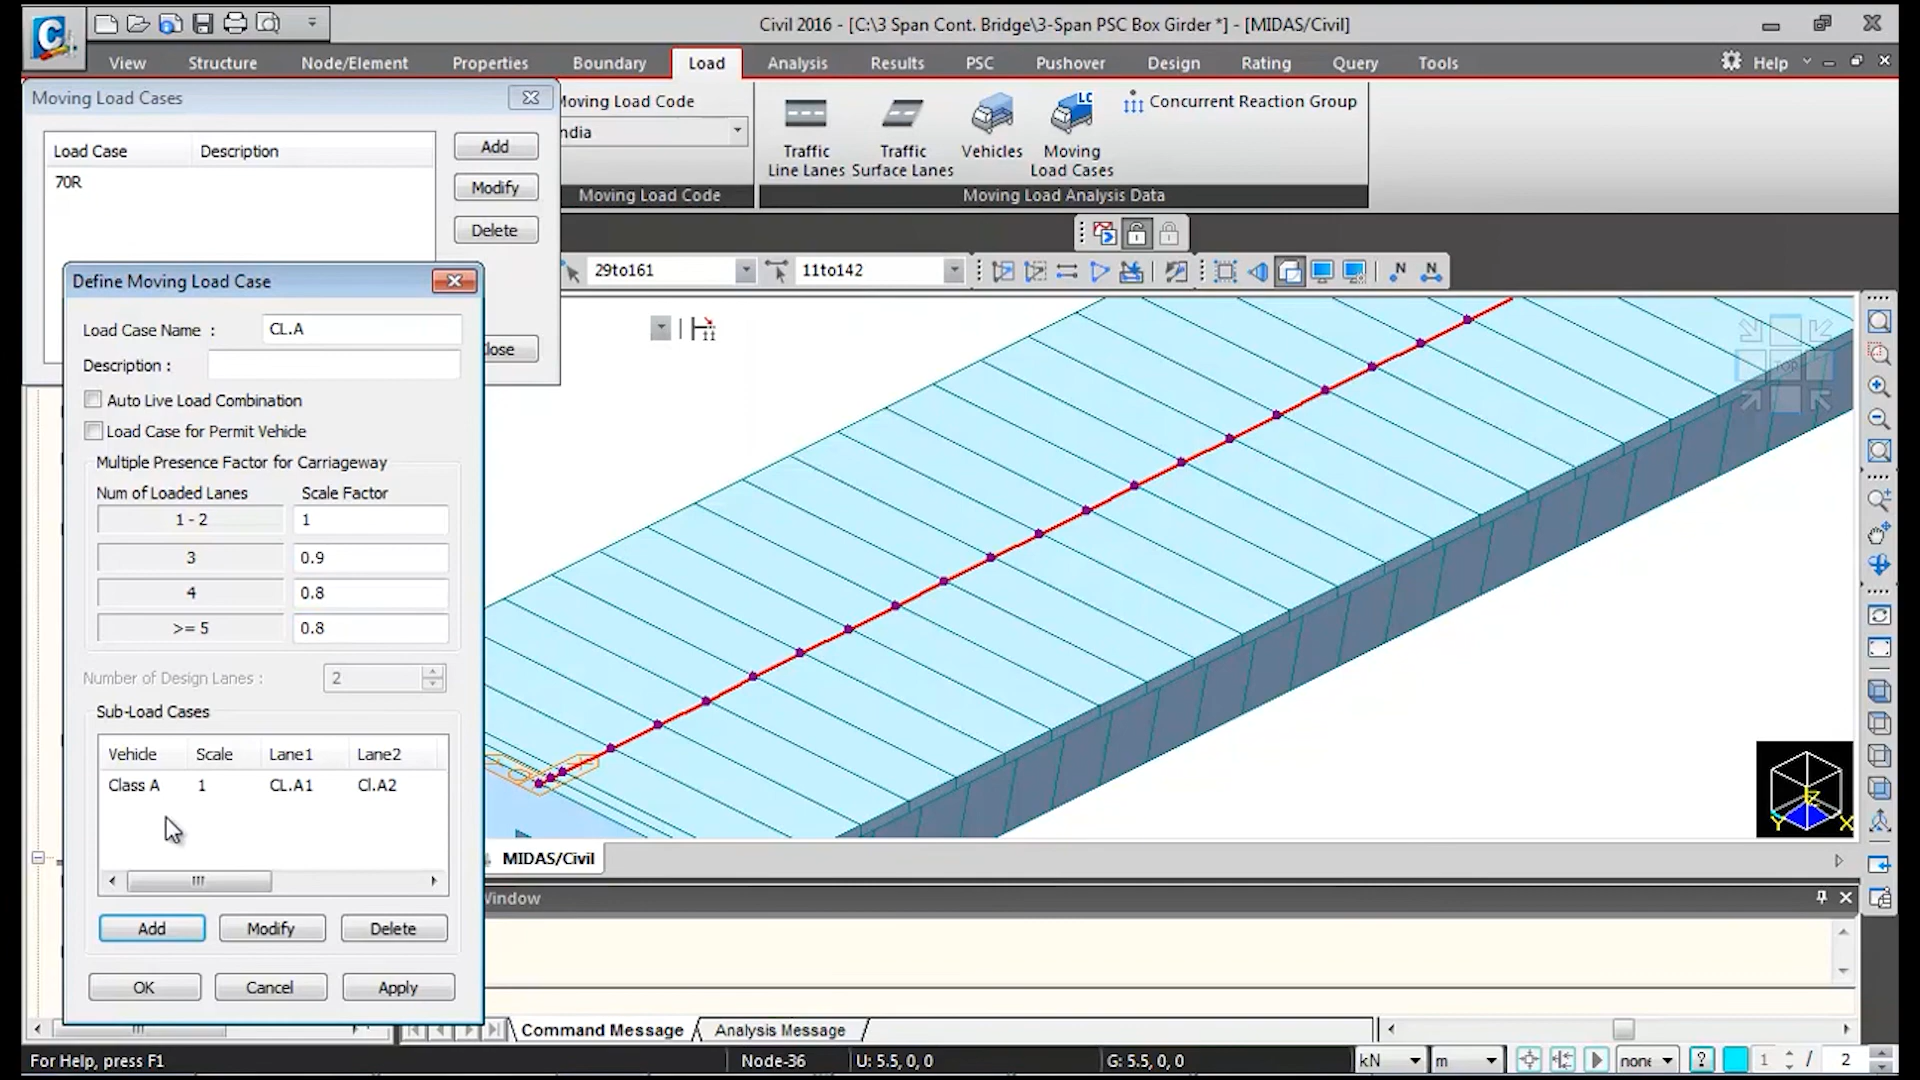 Civil 2016 - [C:\3 Span Cont. Bridge\3-Span PSC Box Girder *] - [MIDAS/Civil]
View Structure Node/Element Properties Boundary Load Analysis Results PSC Pushover Design Rating Query Tools Help
Moving Load Cases
Load Case Description
70R
Add
Modify
Delete
lose
oving Load Code
ndia
Moving Load Code
Traffic Line Lanes
Traffic Surface Lanes
Vehicles
LC
Moving Load Cases
Concurrent Reaction Group
Moving Load Analysis Data
29to161
11to142
N N
Define Moving Load Case
Load Case Name : CL.A
Description :
Auto Live Load Combination
Load Case for Permit Vehicle
Multiple Presence Factor for Carriageway
Num of Loaded Lanes Scale Factor
1 - 2 1
3 0.9
4 0.8
>= 5 0.8
Number of Design Lanes : 2
Sub-Load Cases
Vehicle Scale Lane1 Lane2
Class A 1 CL.A1 Cl.A2
Add Modify Delete
OK Cancel Apply
TOP
Z
Y X
MIDAS/Civil
Window
Command Message Analysis Message
For Help, press F1 Node-36 U: 5.5, 0, 0 G: 5.5, 0, 0 kN m none ? 1 / 2